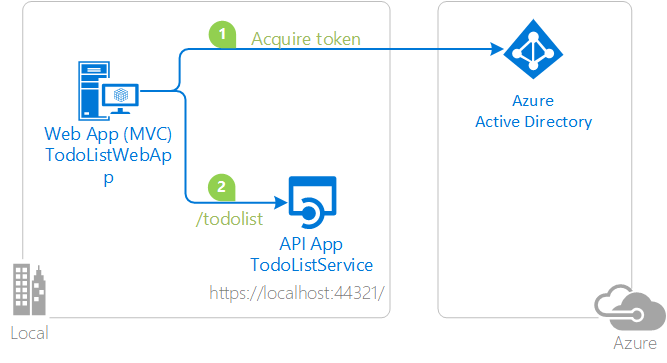 1
Acquire token
Azure
Active Directory
Web App (MVC)
TodoListWebAp
p
2
/todolist
API App
TodoListService
https://localhost:44321/
Local
Azure